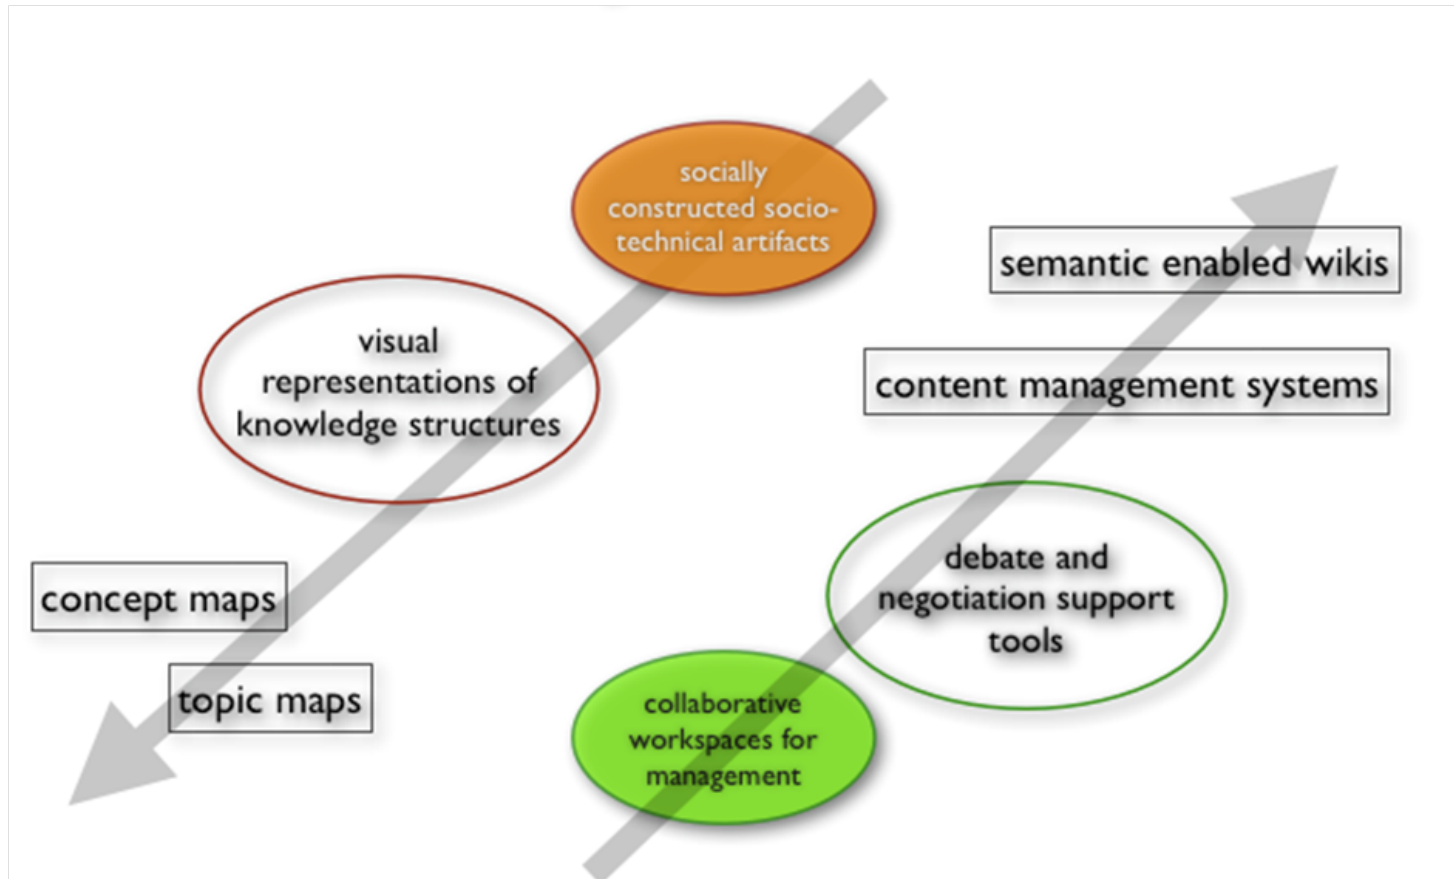 socially
constructed socio-
technical artifacts
visual
representations of
knowledge structures
concept maps
topic maps
semantic enabled wikis
content management systems
debate and
negotiation support
tools
collaborative
workspaces for
management